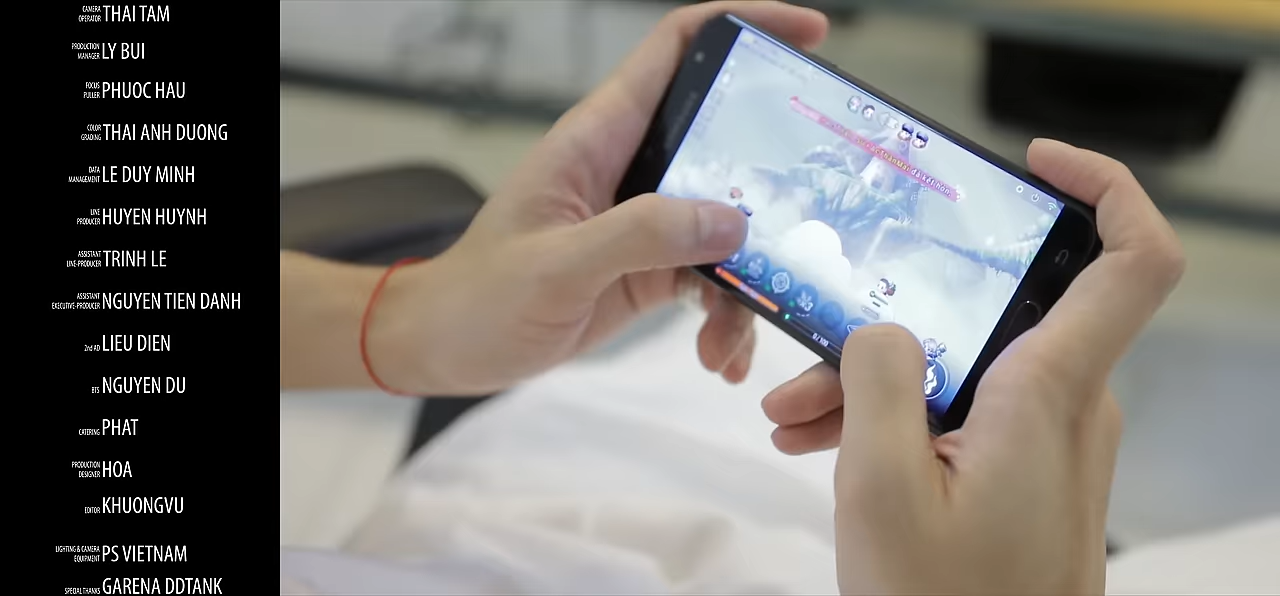 CAMERA
OPERATOR THAI TAM
PRODUCTION
MANAGER LY BUI
FOCUS
PULLER PHUOC HAU
COLOR
GRADING THAI ANH DUONG
DATA
MANAGEMENT LE DUY MINH
LINE
PRODUCER HUYEN HUYNH
ASSISTANT
LINE-PRODUCER TRINH LE
ASSISTANT
EXECUTIVE-PRODUCER NGUYEN TIEN DANH
2nd AD LIEU DIEN
BTS NGUYEN DU
CATERING PHAT
PRODUCTION
DESIGNER HOA
EDITOR KHUONGVU
LIGHTING & CAMERA
EQUIPMENT PS VIETNAM
SPECIAL THANKS GARENA DDTANK
đã kết hôn